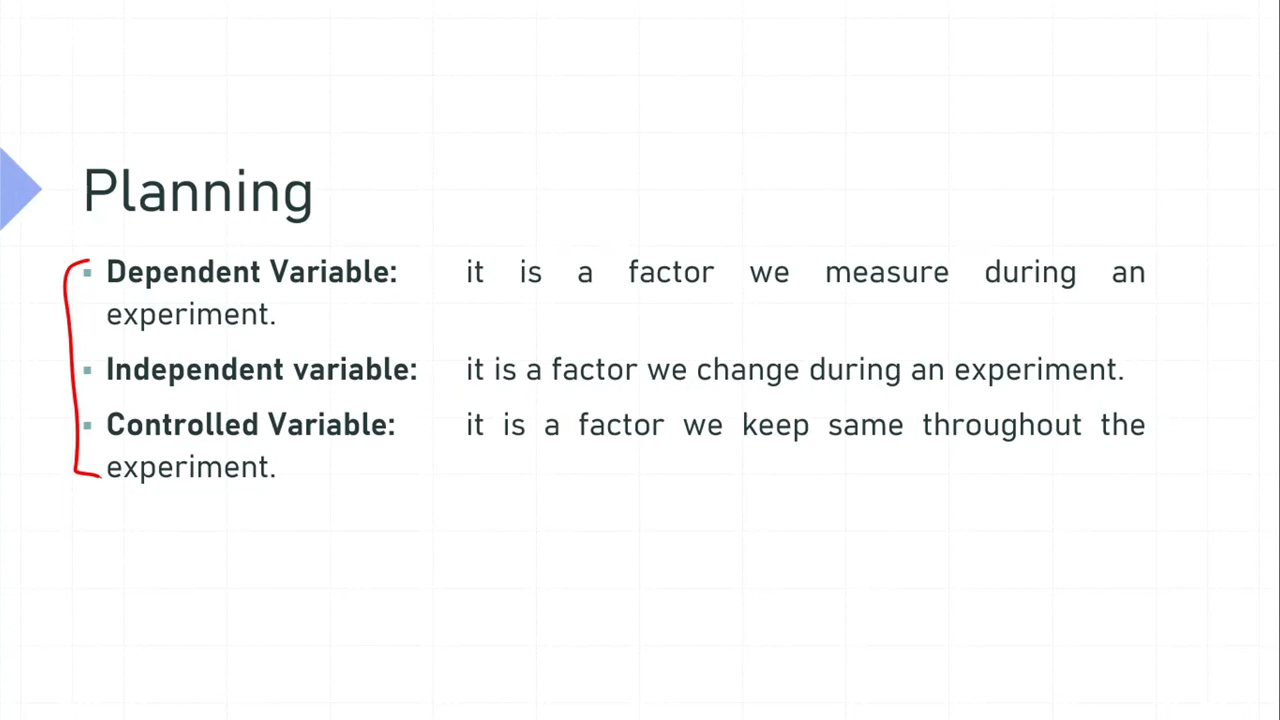 Planning
▪ Dependent Variable: it is a factor we measure during an
experiment.
▪ Independent variable: it is a factor we change during an experiment.
▪ Controlled Variable: it is a factor we keep same throughout the
experiment.